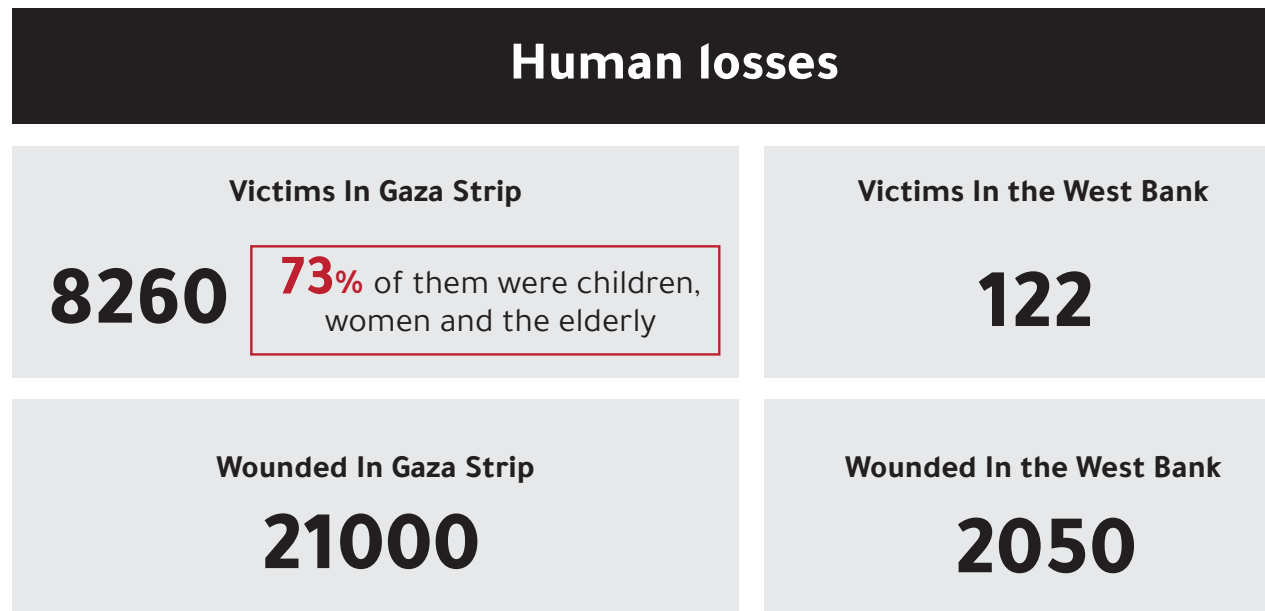 Human losses
Victims In Gaza Strip
8260
73% of them were children,
women and the elderly
Victims In the West Bank
122
Wounded In Gaza Strip
21000
Wounded In the West Bank
2050